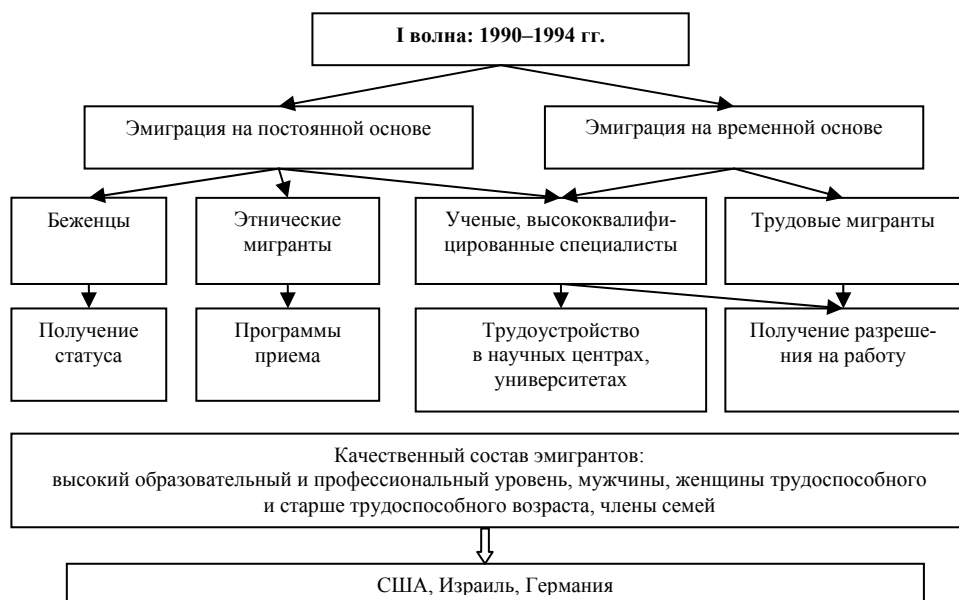 I волна: 1990–1994 гг.
Эмиграция на постоянной основе
Эмиграция на временной основе
Беженцы
Этнические
мигранты
Ученые, высококвалифи-
цированные специалисты
Трудовые мигранты
Получение
статуса
Программы
приема
Трудоустройство
в научных центрах,
университетах
Получение разреше-
ния на работу
Качественный состав эмигрантов:
высокий образовательный и профессиональный уровень, мужчины, женщины трудоспособного
и старше трудоспособного возраста, члены семей
США, Израиль, Германия